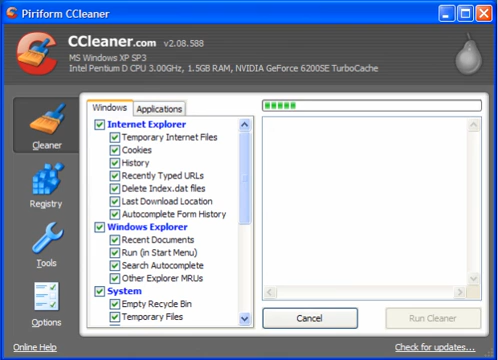 Piriform CCleaner
CCleaner.com v2.08.588
MS Windows XP SP3
Intel Pentium D CPU 3.00GHz, 1.5GB RAM, NVIDIA GeForce 6200SE TurboCache
Cleaner
Registry
Tools
Options
Windows
Applications
Internet Explorer
Temporary Internet Files
Cookies
History
Recently Typed URLs
Delete Index.dat files
Last Download Location
Autocomplete Form History
Windows Explorer
Recent Documents
Run (in Start Menu)
Search Autocomplete
Other Explorer MRUs
System
Empty Recycle Bin
Temporary Files
Cancel
Run Cleaner
Online Help
Check for updates...